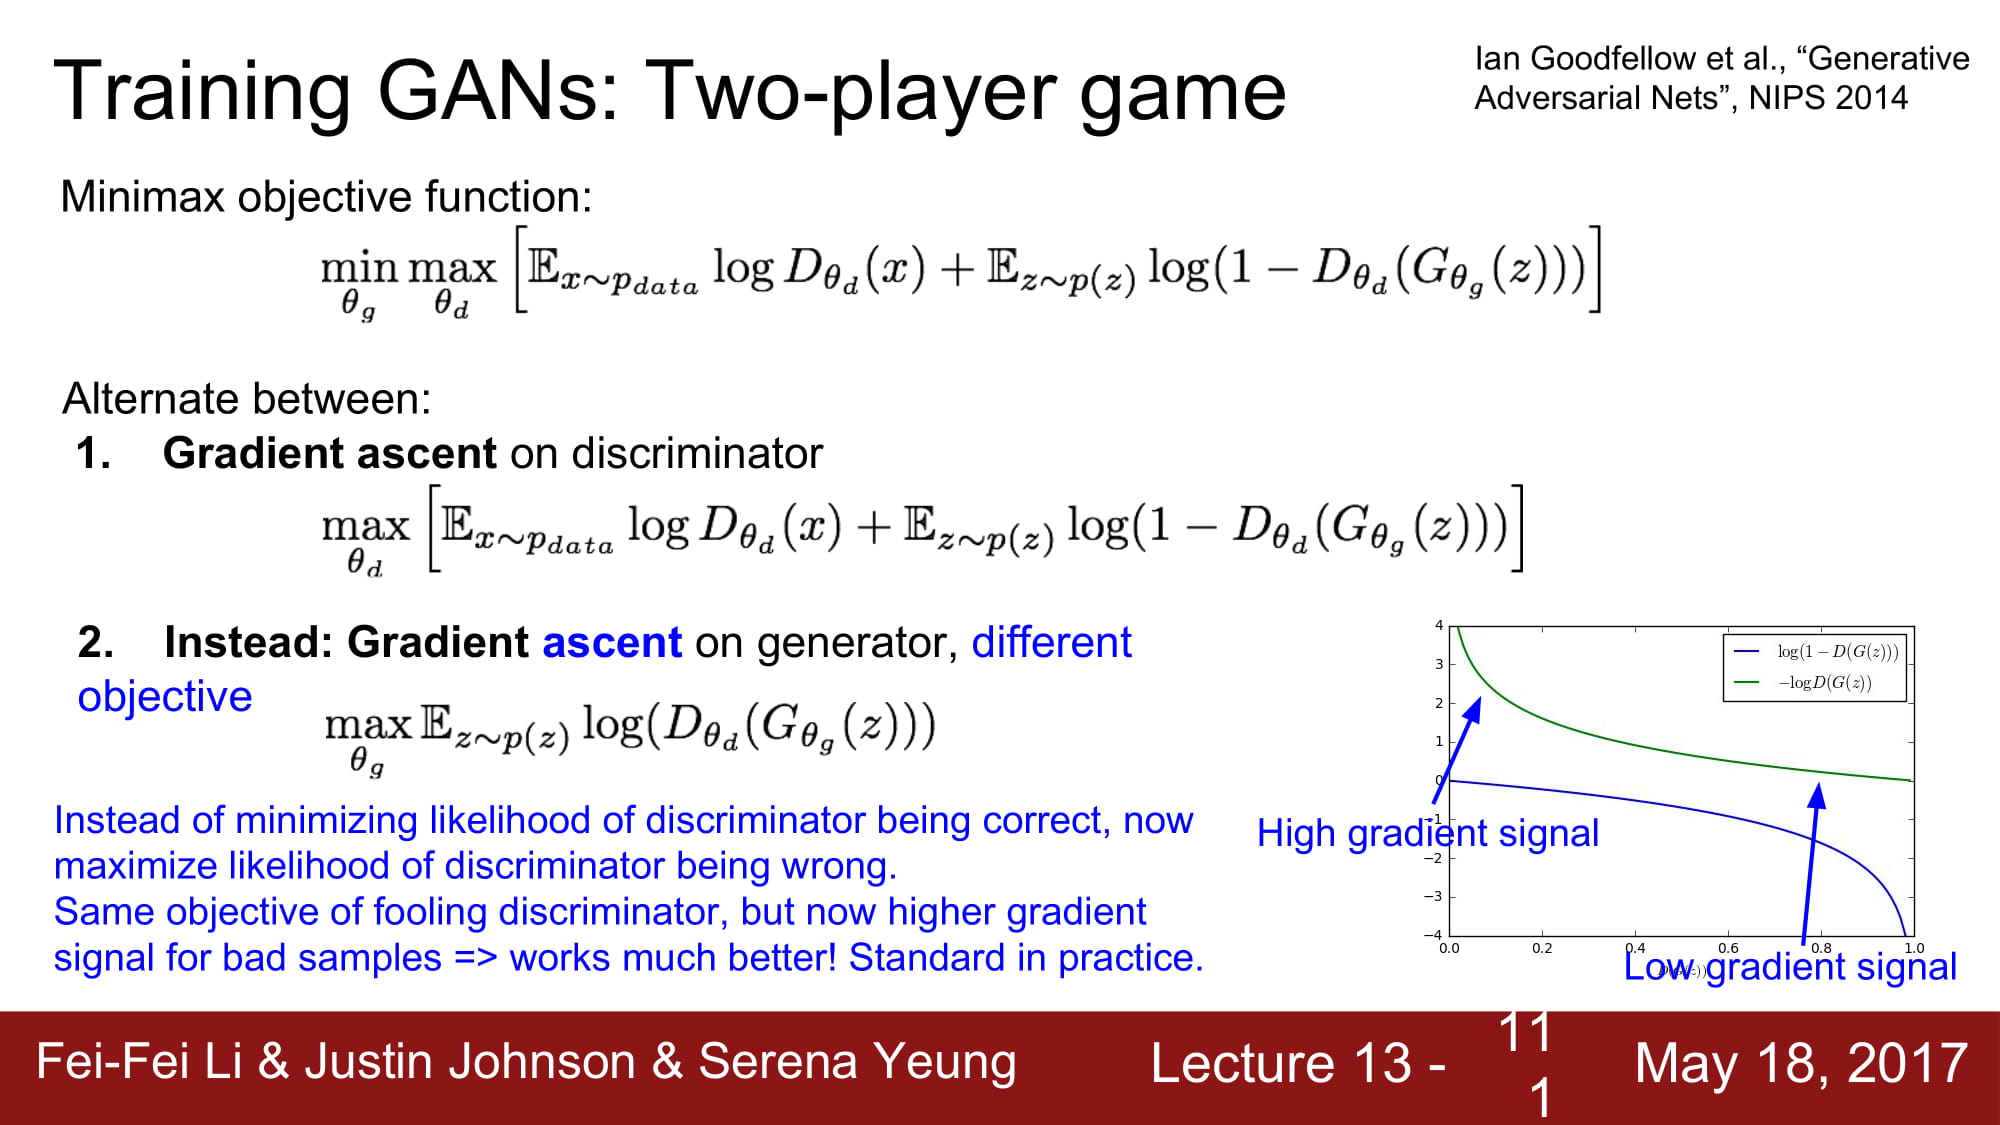 Training GANs: Two-player game
Ian Goodfellow et al., “Generative
Adversarial Nets”, NIPS 2014
Minimax objective function:
\min_{\theta_g} \max_{\theta_d} \left[ \mathbb{E}_{x \sim p_{data}} \log D_{\theta_d}(x) + \mathbb{E}_{z \sim p(z)} \log(1 - D_{\theta_d}(G_{\theta_g}(z))) \right]
Alternate between:
1. Gradient ascent on discriminator
\max_{\theta_d} \left[ \mathbb{E}_{x \sim p_{data}} \log D_{\theta_d}(x) + \mathbb{E}_{z \sim p(z)} \log(1 - D_{\theta_d}(G_{\theta_g}(z))) \right]
2. Instead: Gradient ascent on generator, different
objective
\max_{\theta_g} \mathbb{E}_{z \sim p(z)} \log(D_{\theta_d}(G_{\theta_g}(z)))
Instead of minimizing likelihood of discriminator being correct, now
maximize likelihood of discriminator being wrong.
Same objective of fooling discriminator, but now higher gradient
signal for bad samples => works much better! Standard in practice.
log(1 − D(G(z)))
−logD(G(z))
4
3
2
1
0
−1
−2
−3
−4
0.0 0.2 0.4 0.6 0.8 1.0
High gradient signal
Low gradient signal
Fei-Fei Li & Justin Johnson & Serena Yeung
Lecture 13 -
11
1
May 18, 2017